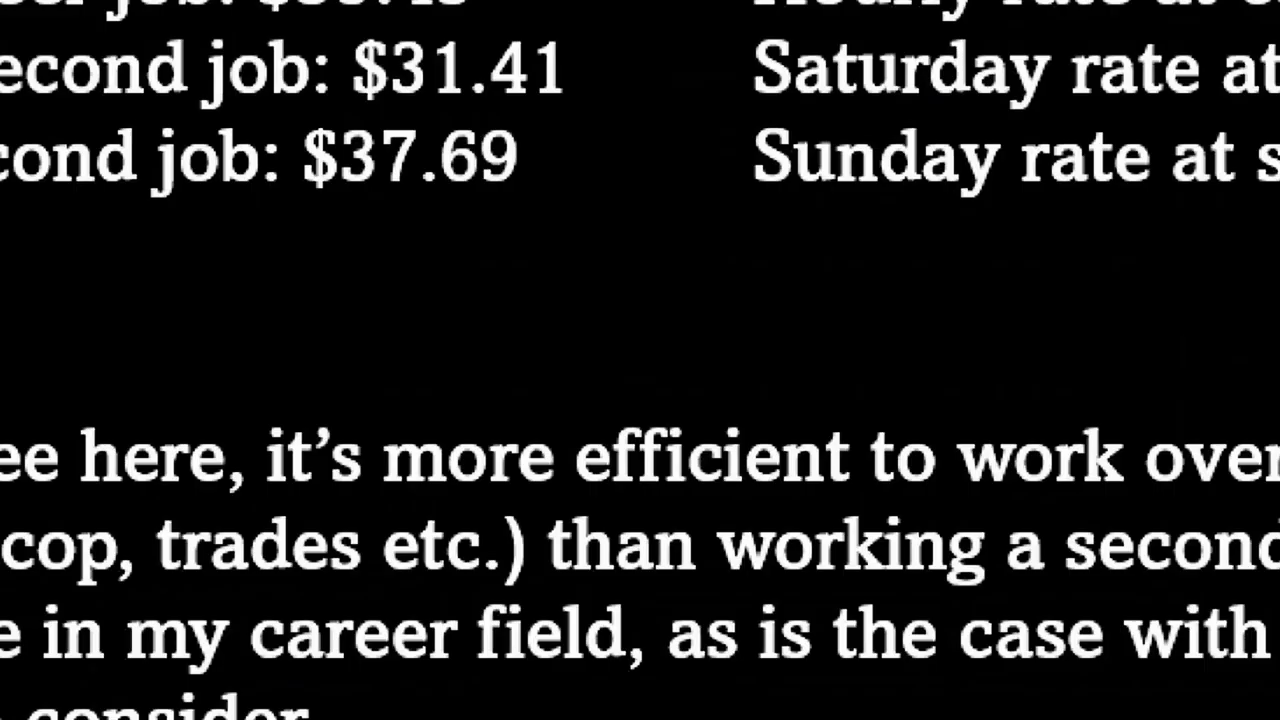 econd job: $31.41 Saturday rate at
cond job: $37.69 Sunday rate at s
ee here, it’s more efficient to work over
cop, trades etc.) than working a second
e in my career field, as is the case with
consider